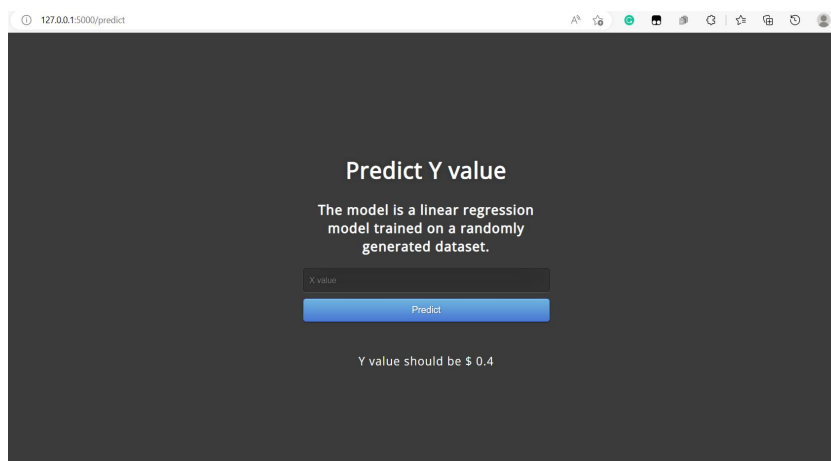 127.0.0.1:5000/predict
Predict Y value
The model is a linear regression
model trained on a randomly
generated dataset.
X value
Predict
Y value should be $ 0.4